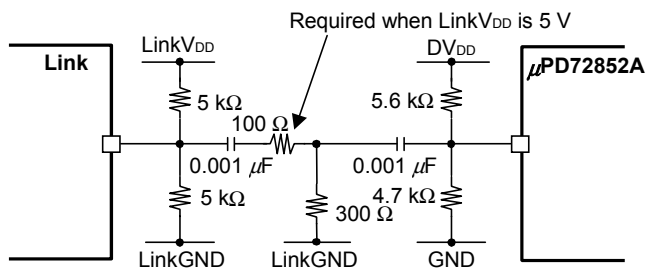 Required when LinkVDD is 5 V
LinkVDD
DVDD
Link
μPD72852A
5 kΩ
5.6 kΩ
100 Ω
0.001 μF
0.001 μF
5 kΩ
300 Ω
4.7 kΩ
LinkGND
LinkGND
GND